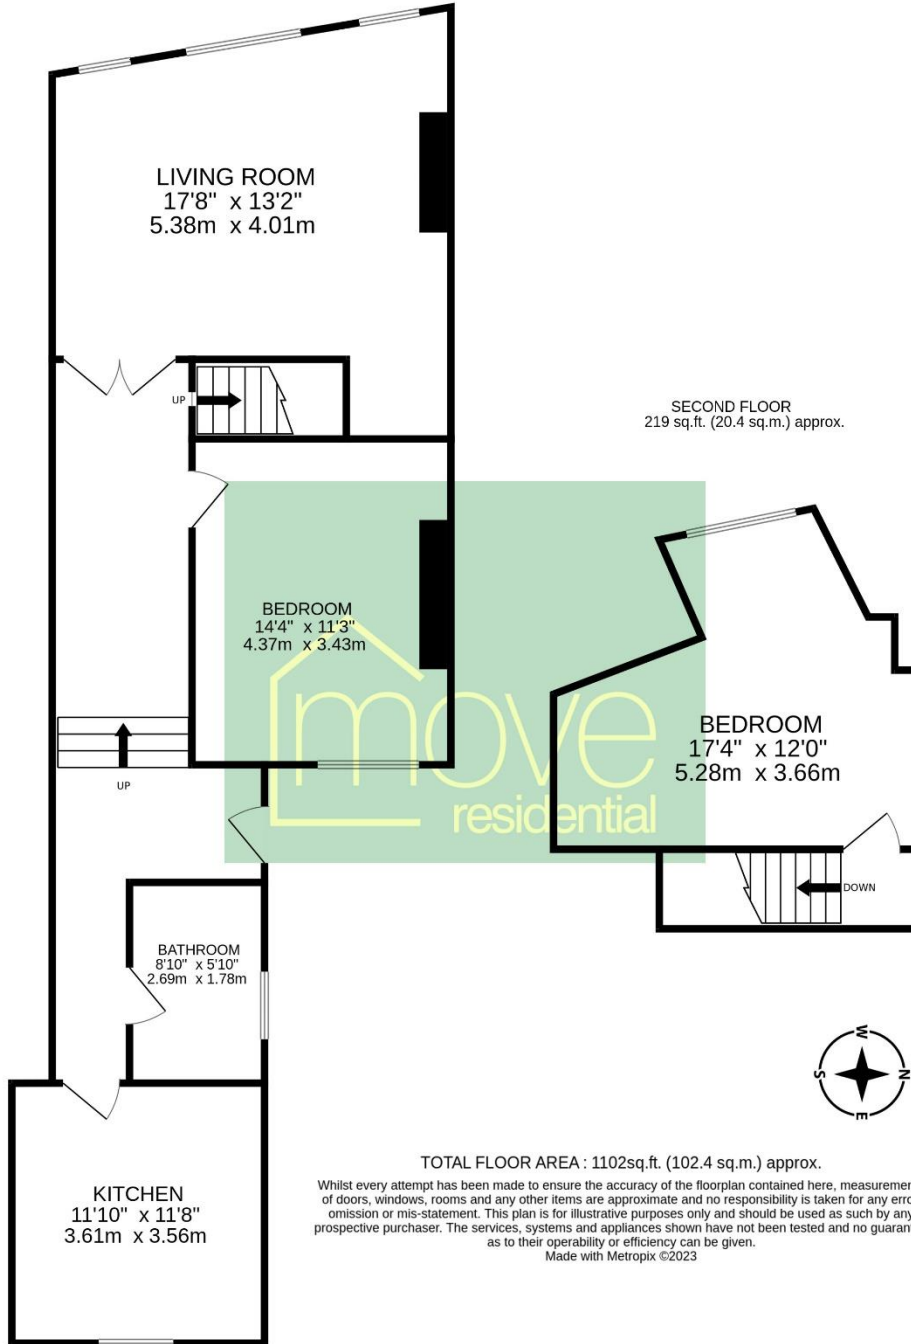 LIVING ROOM
17'8" x 13'2"
5.38m x 4.01m
UP
SECOND FLOOR
219 sq.ft. (20.4 sq.m.) approx.
BEDROOM
14'4" x 11'3"
4.37m x 3.43m
move
residential
BEDROOM
17'4" x 12'0"
5.28m x 3.66m
UP
DOWN
BATHROOM
8'10" x 5'10"
2.69m x 1.78m
W
S
N
E
KITCHEN
11'10" x 11'8"
3.61m x 3.56m
TOTAL FLOOR AREA : 1102sq.ft. (102.4 sq.m.) approx.
Whilst every attempt has been made to ensure the accuracy of the floorplan contained here, measuremen
of doors, windows, rooms and any other items are approximate and no responsibility is taken for any erro
omission or mis-statement. This plan is for illustrative purposes only and should be used as such by any
prospective purchaser. The services, systems and appliances shown have not been tested and no guarant
as to their operability or efficiency can be given.
Made with Metropix ©2023